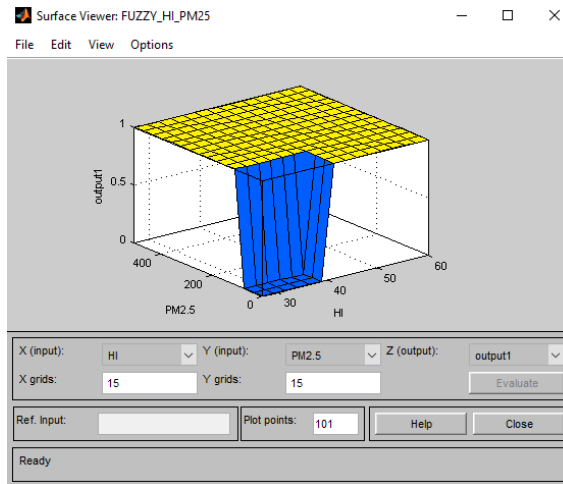 Surface Viewer: FUZZY_HI_PM25
File Edit View Options
1
0.5
0
output1
400
200
0
PM2.5
30
40
50
60
HI
X (input): HI Y (input): PM2.5 Z (output): output1
X grids: 15 Y grids: 15 Evaluate
Ref. Input: Plot points: 101 Help Close
Ready